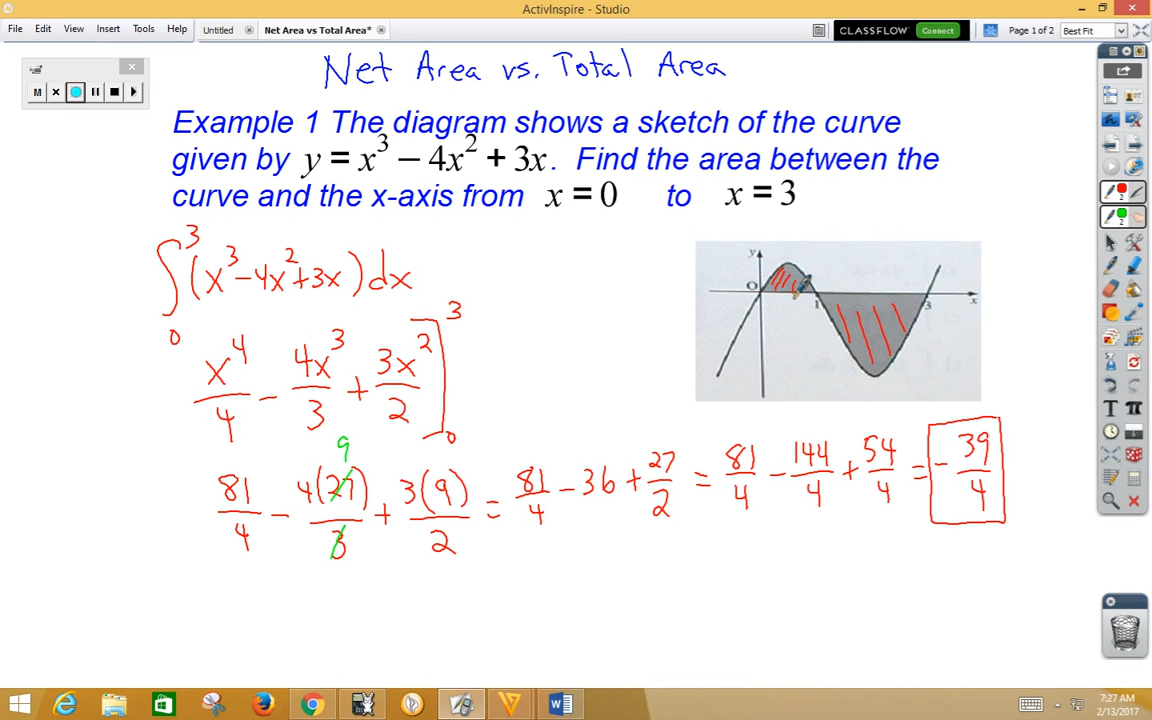 ActivInspire - Studio
File Edit View Insert Tools Help Untitled Net Area vs Total Area* CLASSFLOW Connect Page 1 of 2 Best Fit
Net Area vs. Total Area
Example 1 The diagram shows a sketch of the curve
given by y = x³ − 4x² + 3x. Find the area between the
curve and the x-axis from x = 0 to x = 3
∫₀³ (x³ − 4x² + 3x) dx
x⁴/4 − 4x³/3 + 3x²/2 ]₀³
y
O 1 3 x
9
81/4 − 4(27)/3 + 3(9)/2 = 81/4 − 36 + 27/2 = 81/4 − 144/4 + 54/4 = −39/4
7:27 AM
2/13/2017